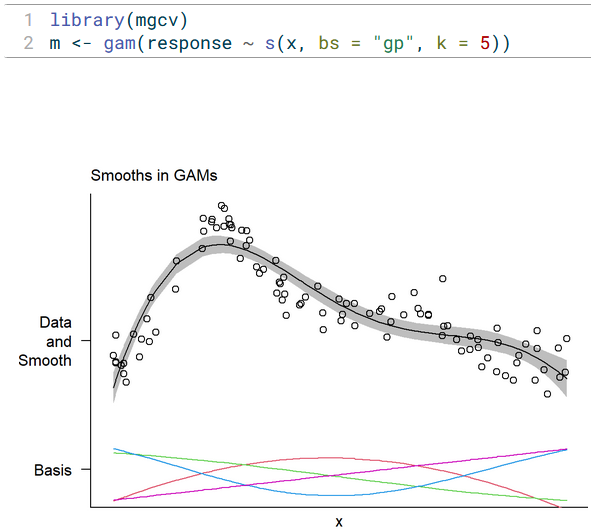 1 library(mgcv)
2 m <- gam(response ~ s(x, bs = "gp", k = 5))
Smooths in GAMs
Data
and
Smooth
Basis
x